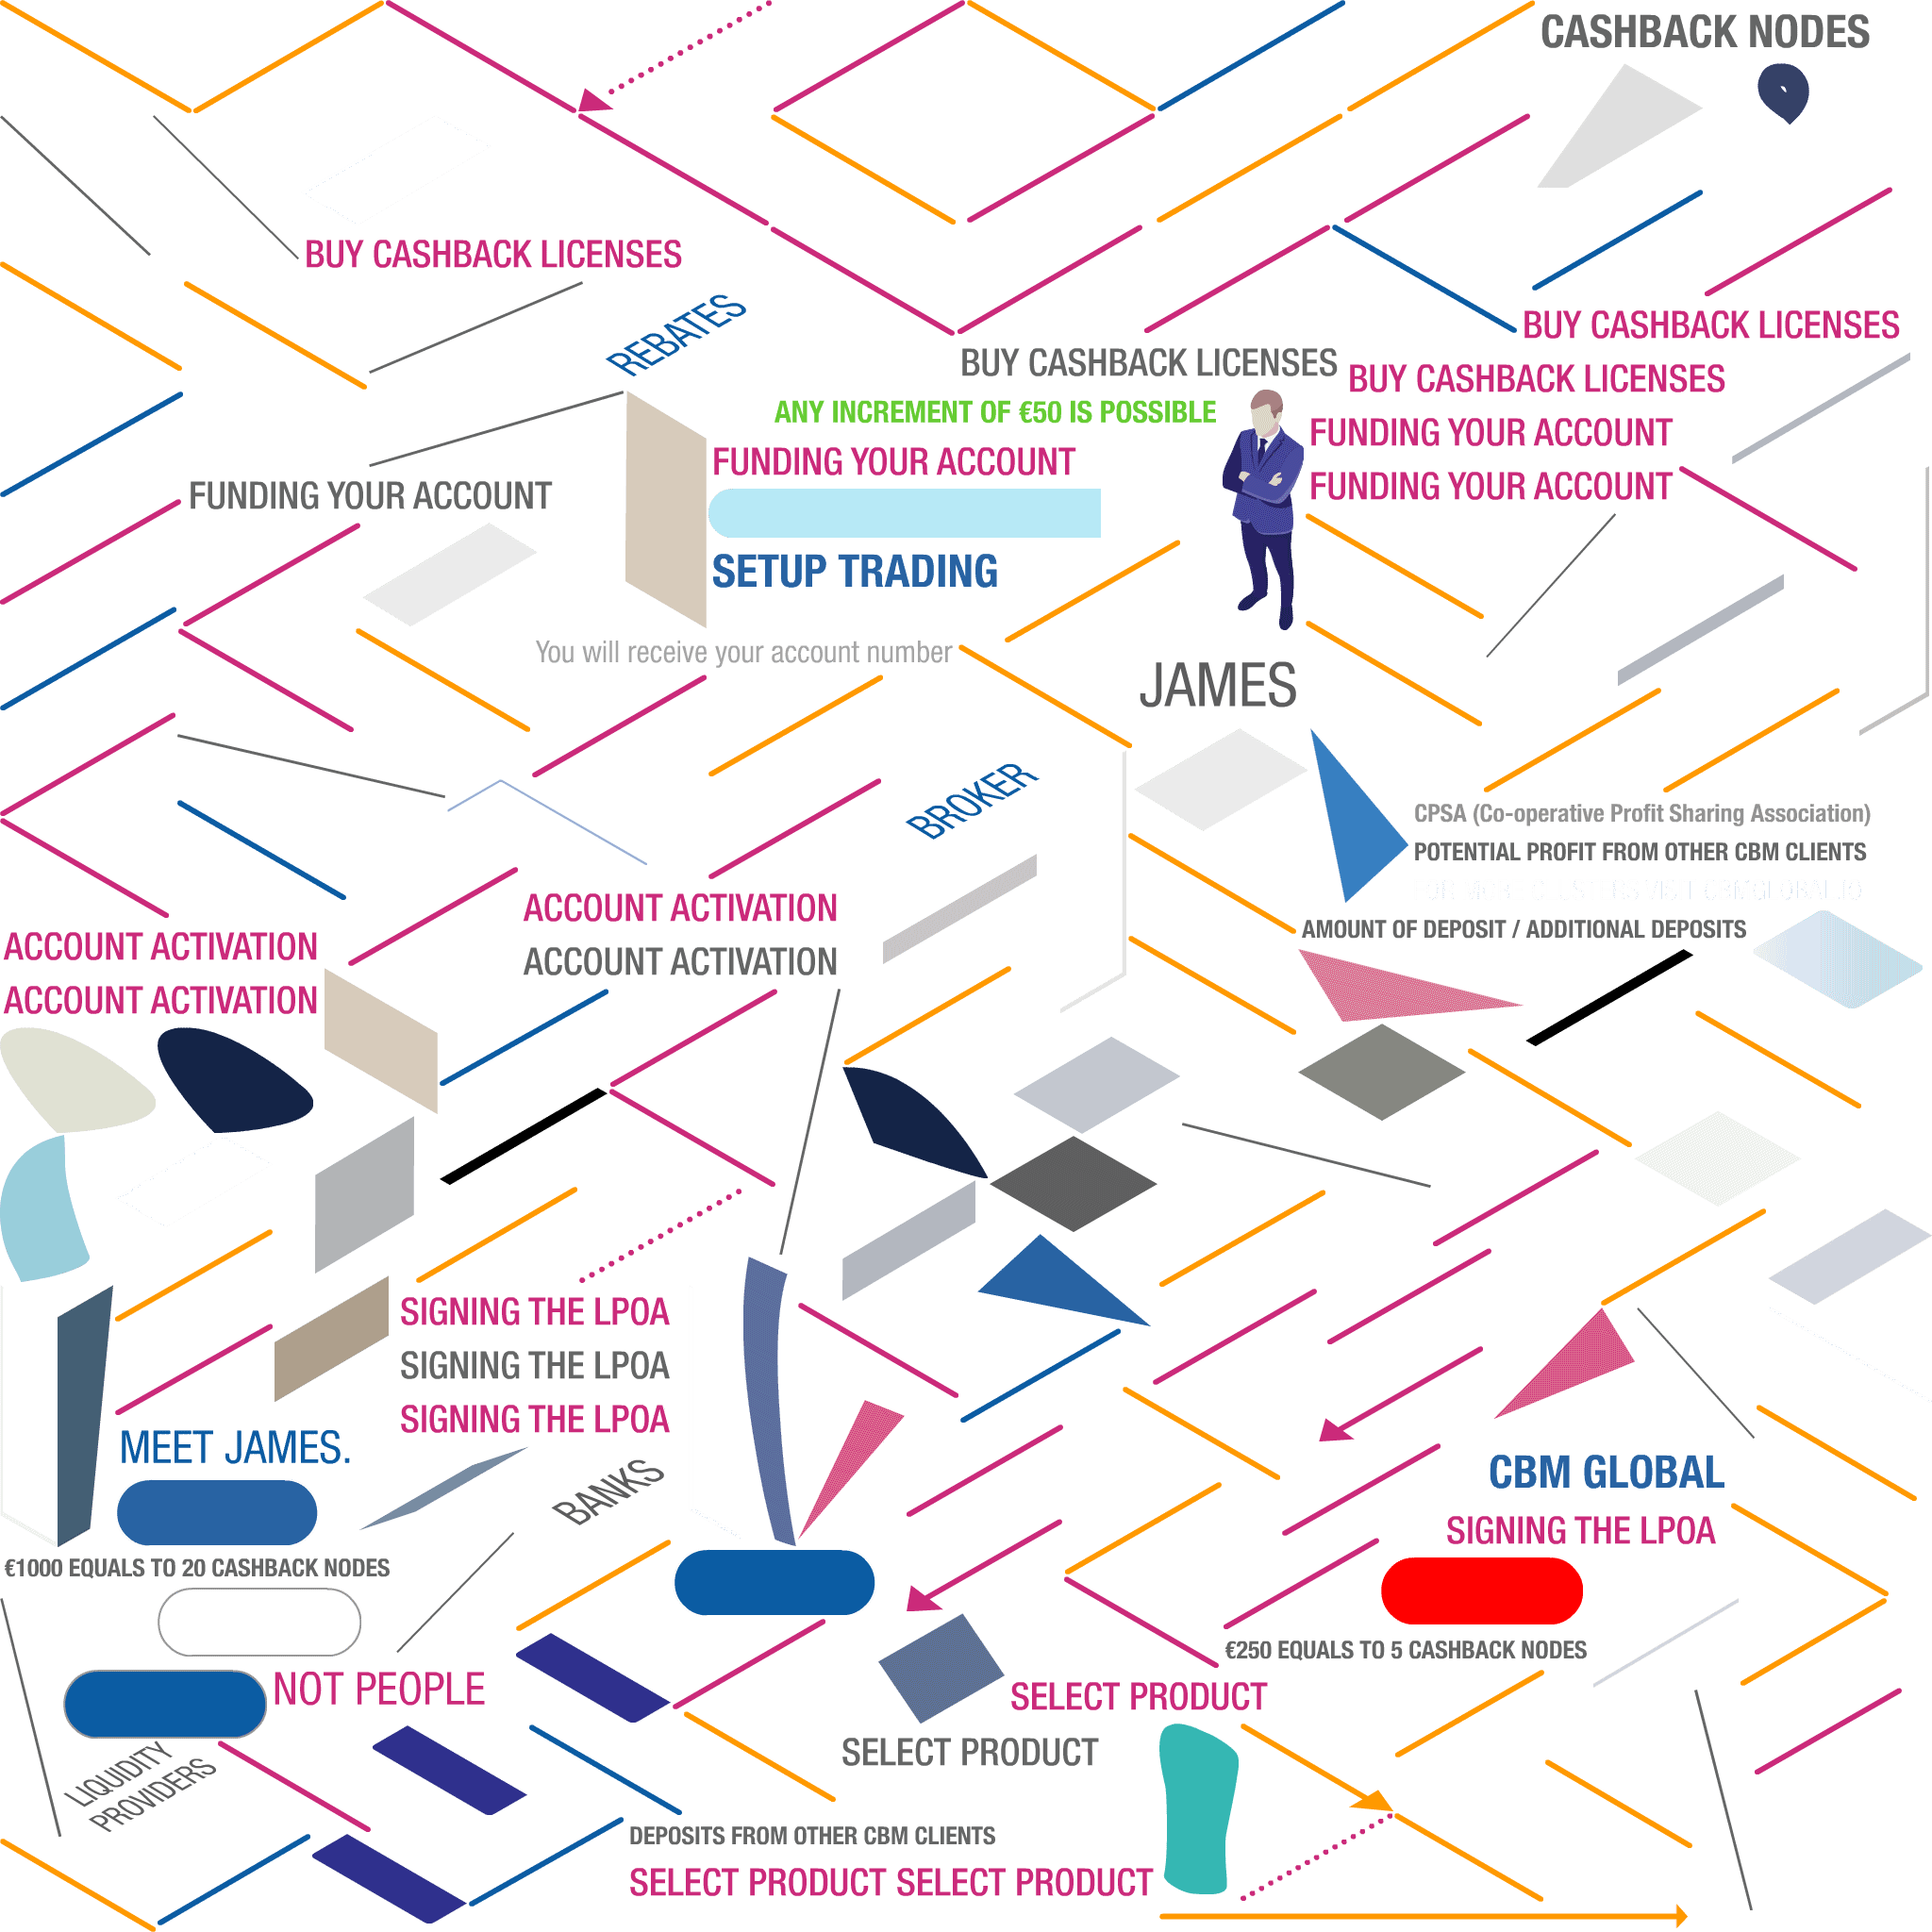 CASHBACK NODES
BUY CASHBACK LICENSES
REBATES
BUY CASHBACK LICENSES
BUY CASHBACK LICENSES
BUY CASHBACK LICENSES
ANY INCREMENT OF €50 IS POSSIBLE
FUNDING YOUR ACCOUNT
FUNDING YOUR ACCOUNT
FUNDING YOUR ACCOUNT
FUNDING YOUR ACCOUNT
SETUP TRADING
You will receive your account number
JAMES
BROKER
CPSA (Co-operative Profit Sharing Association)
POTENTIAL PROFIT FROM OTHER CBM CLIENTS
ACCOUNT ACTIVATION
AMOUNT OF DEPOSIT / ADDITIONAL DEPOSITS
ACCOUNT ACTIVATION
ACCOUNT ACTIVATION
ACCOUNT ACTIVATION
SIGNING THE LPOA
SIGNING THE LPOA
SIGNING THE LPOA
MEET JAMES.
BANKS
CBM GLOBAL
SIGNING THE LPOA
€1000 EQUALS TO 20 CASHBACK NODES
€250 EQUALS TO 5 CASHBACK NODES
NOT PEOPLE
SELECT PRODUCT
SELECT PRODUCT
LIQUIDITY
PROVIDERS
DEPOSITS FROM OTHER CBM CLIENTS
SELECT PRODUCT SELECT PRODUCT